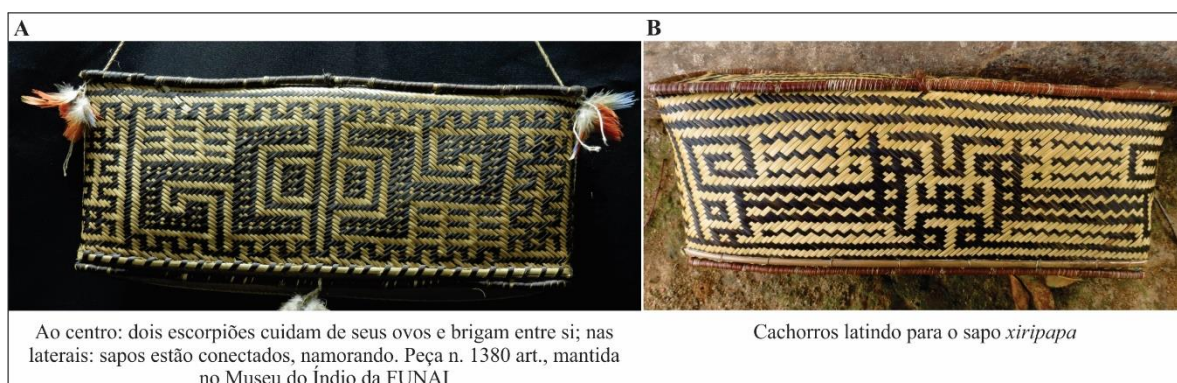 A
B
Ao centro: dois escorpiões cuidam de seus ovos e brigam entre si; nas
laterais: sapos estão conectados, namorando. Peça n. 1380 art., mantida
no Museu do Índio da FUNAI
Cachorros latindo para o sapo xiripapa